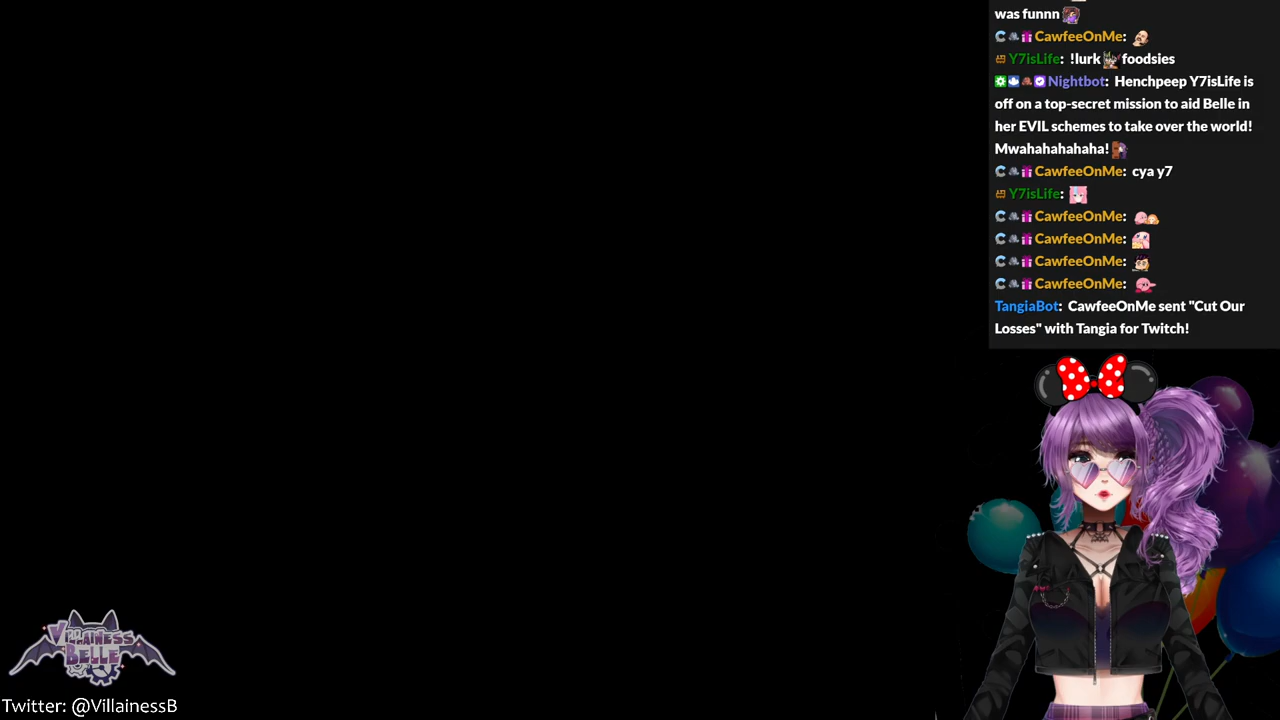 was funnn
CawfeeOnMe:
Y7isLife: !lurk foodsies
Nightbot: Henchpeep Y7isLife is
off on a top-secret mission to aid Belle in
her EVIL schemes to take over the world!
Mwahahahahaha!
CawfeeOnMe: cya y7
Y7isLife:
CawfeeOnMe:
CawfeeOnMe:
CawfeeOnMe:
CawfeeOnMe:
TangiaBot: CawfeeOnMe sent "Cut Our
Losses" with Tangia for Twitch!
VILLAINESS
BELLE
Twitter: @VillainessB